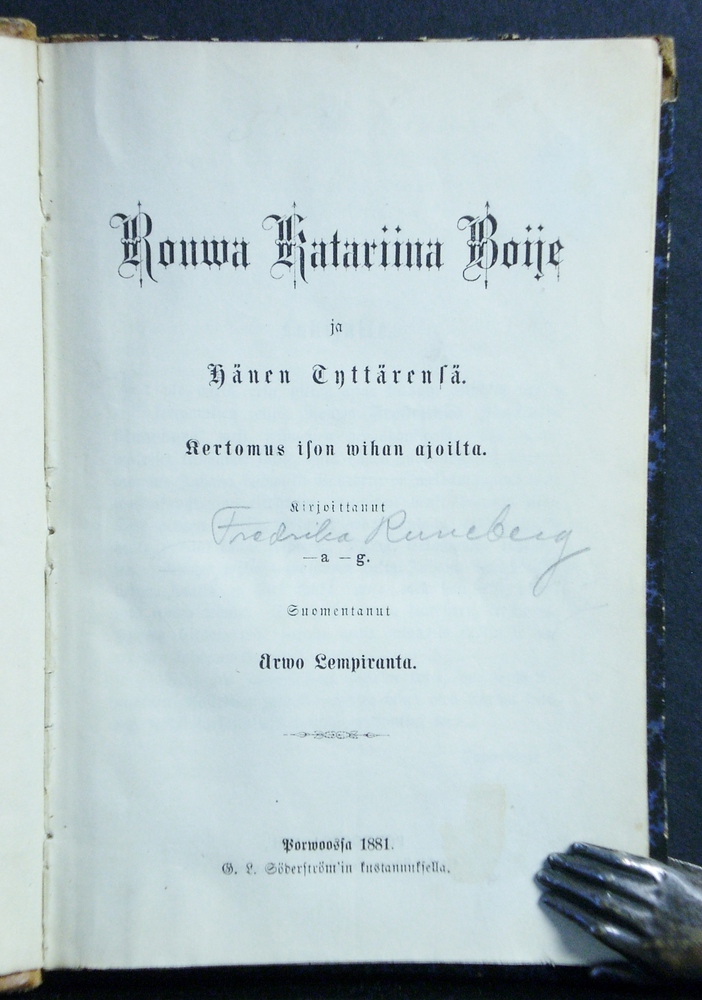 Rouwa Katariina Boije
ja
Hänen Tyttärensä.
Kertomus ison wihan ajoilta.
Kirjoittanut
Fredrika Runeberg
—a —g.
Suomentanut
Arwo Lempiranta.
Porwoossa 1881.
G. L. Söderström'in kustannuksella.